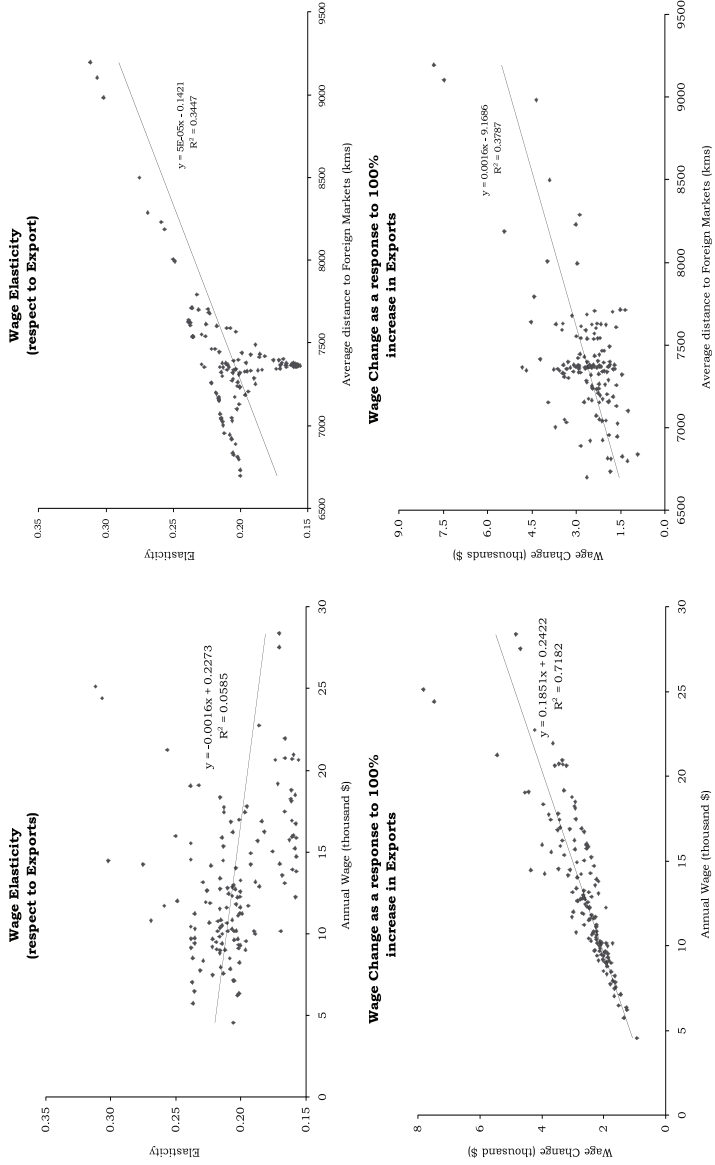 Wage Elasticity
(respect to Exports)
0.35
0.30
0.25
0.20
0.15
Elasticity
y = -0.0016x + 0.2273
R² = 0.0585
0
5
10
15
20
25
30
Annual Wage (thousand $)
Wage Elasticity
(respect to Export)
0.35
0.30
0.25
0.20
0.15
Elasticity
y = 5E-05x - 0.1421
R² = 0.3447
6500
7000
7500
8000
8500
9000
9500
Average distance to Foreign Markets (kms)
Wage Change as a response to 100%
increase in Exports
8
6
4
2
0
Wage Change (thousand $)
y = 0.1851x + 0.2422
R² = 0.7182
0
5
10
15
20
25
30
Annual Wage (thousand $)
Wage Change as a response to 100%
increase in Exports
9.0
7.5
6.0
4.5
3.0
1.5
0.0
Wage Change (thousands $)
y = 0.0016x - 9.1686
R² = 0.3787
6500
7000
7500
8000
8500
9000
9500
Average distance to Foreign Markets (kms)